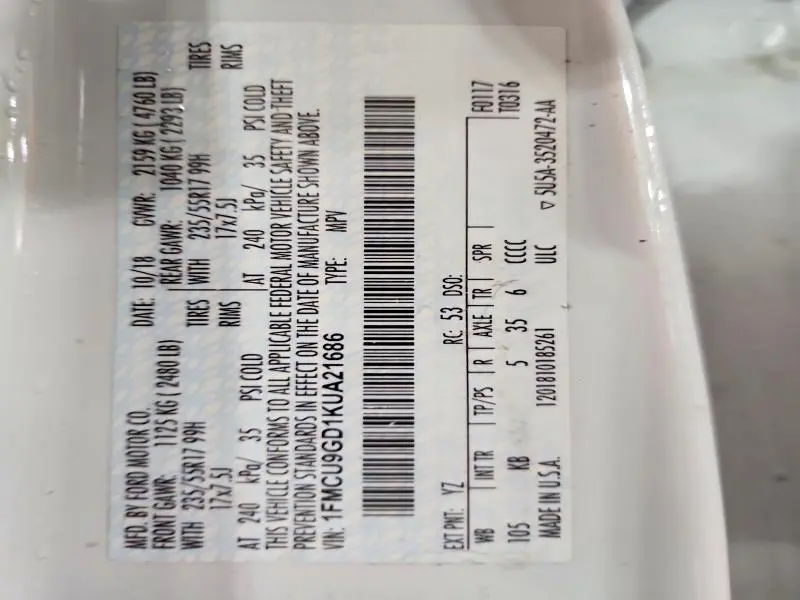 MFD. BY FORD MOTOR CO. DATE: 10/18 GVWR: 2159 KG ( 4760 LB)
FRONT GAWR: 1125 KG ( 2480 LB) REAR GAWR: 1040 KG ( 2293 LB)
WITH 235/55R17 99H TIRES WITH 235/55R17 99H TIRES
17x7.5J RIMS 17x7.5J RIMS
AT 240 kPa/ 35 PSI COLD AT 240 kPa/ 35 PSI COLD
THIS VEHICLE CONFORMS TO ALL APPLICABLE FEDERAL MOTOR VEHICLE SAFETY AND THEFT
PREVENTION STANDARDS IN EFFECT ON THE DATE OF MANUFACTURE SHOWN ABOVE.
VIN: 1FMCU9GD1KUA21686 TYPE: MPV
EXT PNT: YZ RC: 53 DSO: F0117
WB INT TR TP/PS R AXLE TR SPR T0316
105 KB 5 35 6 CCCC
MADE IN U.S.A. 1201810185261 ULC ▽ 5U5A-3520472-AA